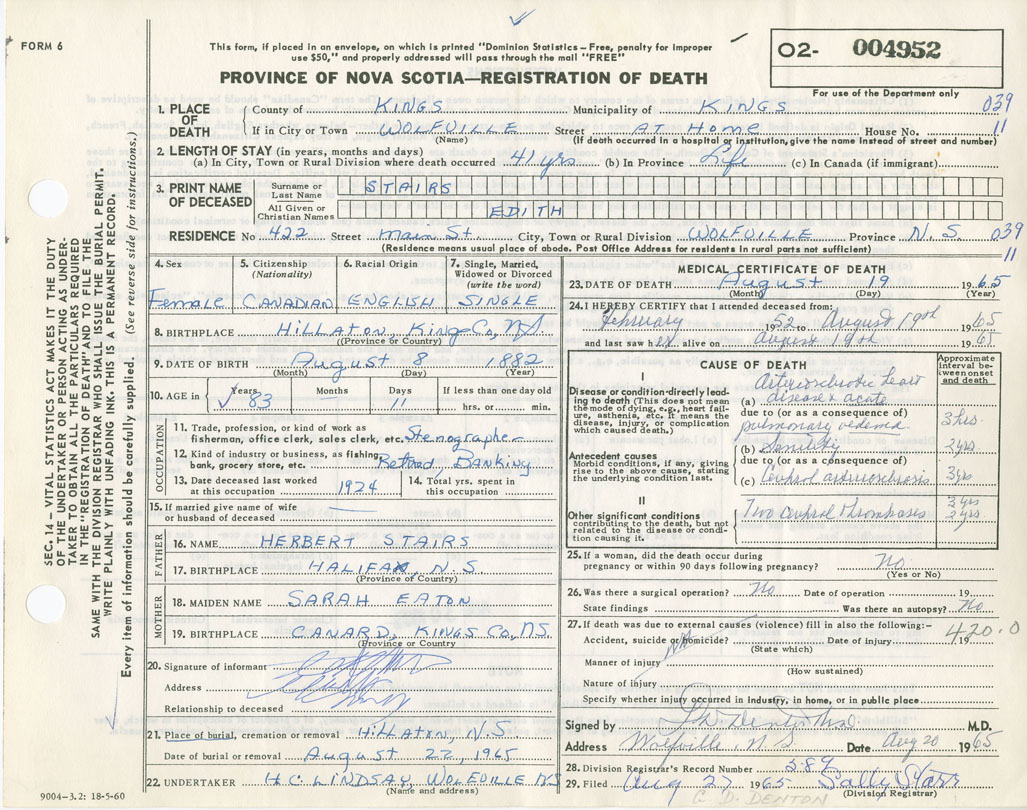 FORM 6
This form, if placed in an envelope, on which is printed "Dominion Statistics – Free, penalty for improper
use $50," and properly addressed will pass through the mail "FREE"
PROVINCE OF NOVA SCOTIA—REGISTRATION OF DEATH
02- 004952
For use of the Department only
1. PLACE OF DEATH
County of KINGS Municipality of KINGS 039
If in City or Town WOLFVILLE Street AT Home House No. 11
(Name) (If death occurred in a hospital or institution, give the name instead of street and number)
2. LENGTH OF STAY (in years, months and days)
(a) In City, Town or Rural Division where death occurred 41 yrs. (b) In Province Life (c) In Canada (if immigrant)
3. PRINT NAME OF DECEASED
Surname or Last Name STAIRS
All Given or Christian Names EDITH
RESIDENCE No 422 Street Main St. City, Town or Rural Division WOLFVILLE Province N.S. 039
(Residence means usual place of abode. Post Office Address for residents in rural parts not sufficient) 11
4. Sex
Female
5. Citizenship
(Nationality)
CANADIAN
6. Racial Origin
ENGLISH
7. Single, Married,
Widowed or Divorced
(write the word)
SINGLE
8. BIRTHPLACE HILLATON, Kings Co, NS
(Province or Country)
9. DATE OF BIRTH August 8 1882
(Month) (Day) (Year)
10. AGE in
Years 83
Months
Days 11
If less than one day old
hrs. or min.
OCCUPATION
11. Trade, profession, or kind of work as
fisherman, office clerk, sales clerk, etc. Stenographer
12. Kind of industry or business, as fishing,
bank, grocery store, etc. Retired, Banking
13. Date deceased last worked
at this occupation 1924
14. Total yrs. spent in
this occupation
15. If married give name of wife
or husband of deceased
FATHER
16. NAME HERBERT STAIRS
17. BIRTHPLACE HALIFAX, N.S
(Province or Country)
MOTHER
18. MAIDEN NAME SARAH EATON
19. BIRTHPLACE CANARD, KINGS CO, NS.
(Province or Country)
20. Signature of informant
Address
Relationship to deceased
21. Place of burial, cremation or removal HILLATON, N.S.
Date of burial or removal August 22, 1965
22. UNDERTAKER H.C. LINDSAY, WOLFVILLE NS
(Name and address)
9004–3.2: 18-5-60
MEDICAL CERTIFICATE OF DEATH
23. DATE OF DEATH August 19 1965
(Month) (Day) (Year)
24. I HEREBY CERTIFY that I attended deceased from:
February 1952 to August 19th 1965
and last saw her alive on August 19th 1965
CAUSE OF DEATH
Approximate interval between onset and death
I
Disease or condition directly leading to death (This does not mean
the mode of dying, e.g., heart failure, asthenia, etc. It means the
disease, injury, or complication
which caused death.)
(a) Arteriosclerotic heart
disease & acute
due to (or as a consequence of)
pulmonary oedema 3 hrs.
Antecedent causes
Morbid conditions, if any, giving
rise to the above cause, stating
the underlying condition last.
(b) Senility 2 yrs
due to (or as a consequence of)
(c) Cerebral arteriosclerosis 3 yrs
II
Other significant conditions
contributing to the death, but not
related to the disease or condition
causing it.
Two cerebral thromboses 3 yrs
25. If a woman, did the death occur during
pregnancy or within 90 days following pregnancy? No
(Yes or No)
26. Was there a surgical operation? No Date of operation 19
State findings Was there an autopsy? No
27. If death was due to external causes (violence) fill in also the following:–
420.0
Accident, suicide or homicide? Date of injury 19
(State which)
Manner of injury
(How sustained)
Nature of injury
Specify whether injury occurred in industry, in home, or in public place
Signed by M.D.
Address Wolfville, N.S Date Aug 20 1965
28. Division Registrar's Record Number 584
29. Filed Aug 27 1965 Sally Starr
(Division Registrar)
C. D. DENTON
SEC. 14 – VITAL STATISTICS ACT MAKES IT THE DUTY
OF THE UNDERTAKER OR PERSON ACTING AS UNDERTAKER
TO OBTAIN ALL THE PARTICULARS REQUIRED
IN THE "REGISTRATION OF DEATH" AND TO FILE THE
SAME WITH THE DIVISION REGISTRAR WHO SHALL ISSUE THE BURIAL PERMIT.
WRITE PLAINLY WITH UNFADING INK. THIS IS A PERMANENT RECORD.
Every item of information should be carefully supplied. (See reverse side for instructions.)